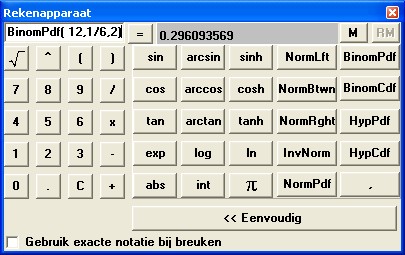 Rekenapparaat
BinomPdf( 12,1/6,2) = 0.296093569 M RM
√ ^ ( ) sin arcsin sinh NormLft BinomPdf
7 8 9 / cos arccos cosh NormBtwn BinomCdf
4 5 6 x tan arctan tanh NormRght HypPdf
1 2 3 - exp log ln InvNorm HypCdf
0 . C + abs int π NormPdf ,
<< Eenvoudig
Gebruik exacte notatie bij breuken